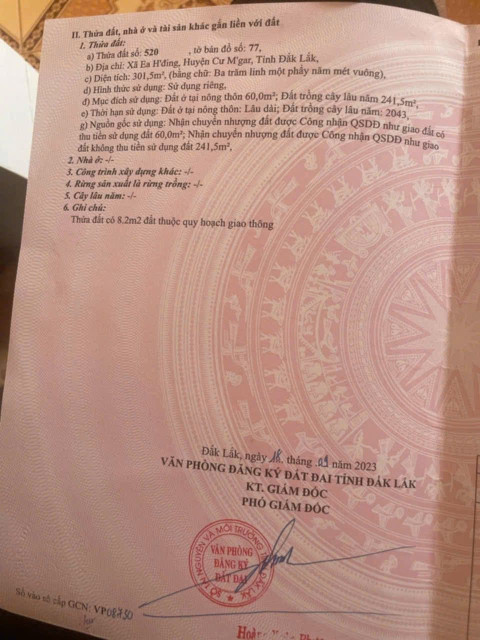 II. Thửa đất, nhà ở và tài sản khác gắn liền với đất
1. Thửa đất:
a) Thửa đất số: 520 , tờ bản đồ số: 77,
b) Địa chỉ: Xã Ea H'đing, Huyện Cư M'gar, Tỉnh Đắk Lắk,
c) Diện tích: 301,5m², (bằng chữ: Ba trăm linh một phẩy năm mét vuông),
d) Hình thức sử dụng: Sử dụng riêng,
đ) Mục đích sử dụng: Đất ở tại nông thôn 60,0m²; Đất trồng cây lâu năm 241,5m²,
e) Thời hạn sử dụng: Đất ở tại nông thôn: Lâu dài; Đất trồng cây lâu năm: 2043,
g) Nguồn gốc sử dụng: Nhận chuyển nhượng đất được Công nhận QSDĐ như giao đất có
thu tiền sử dụng đất 60,0m²; Nhận chuyển nhượng đất được Công nhận QSDĐ như giao
đất không thu tiền sử dụng đất 241,5m²,
2. Nhà ở: -/-
3. Công trình xây dựng khác: -/-
4. Rừng sản xuất là rừng trồng: -/-
5. Cây lâu năm: -/-
6. Ghi chú:
Thửa đất có 8.2m2 đất thuộc quy hoạch giao thông
Đắk Lắk, ngày 18 tháng 09 năm 2023
VĂN PHÒNG ĐĂNG KÝ ĐẤT ĐAI TỈNH ĐẮK LẮK
KT. GIÁM ĐỐC
PHÓ GIÁM ĐỐC
VĂN PHÒNG
ĐĂNG KÝ
ĐẤT ĐAI
Số vào sổ cấp GCN: VP08750